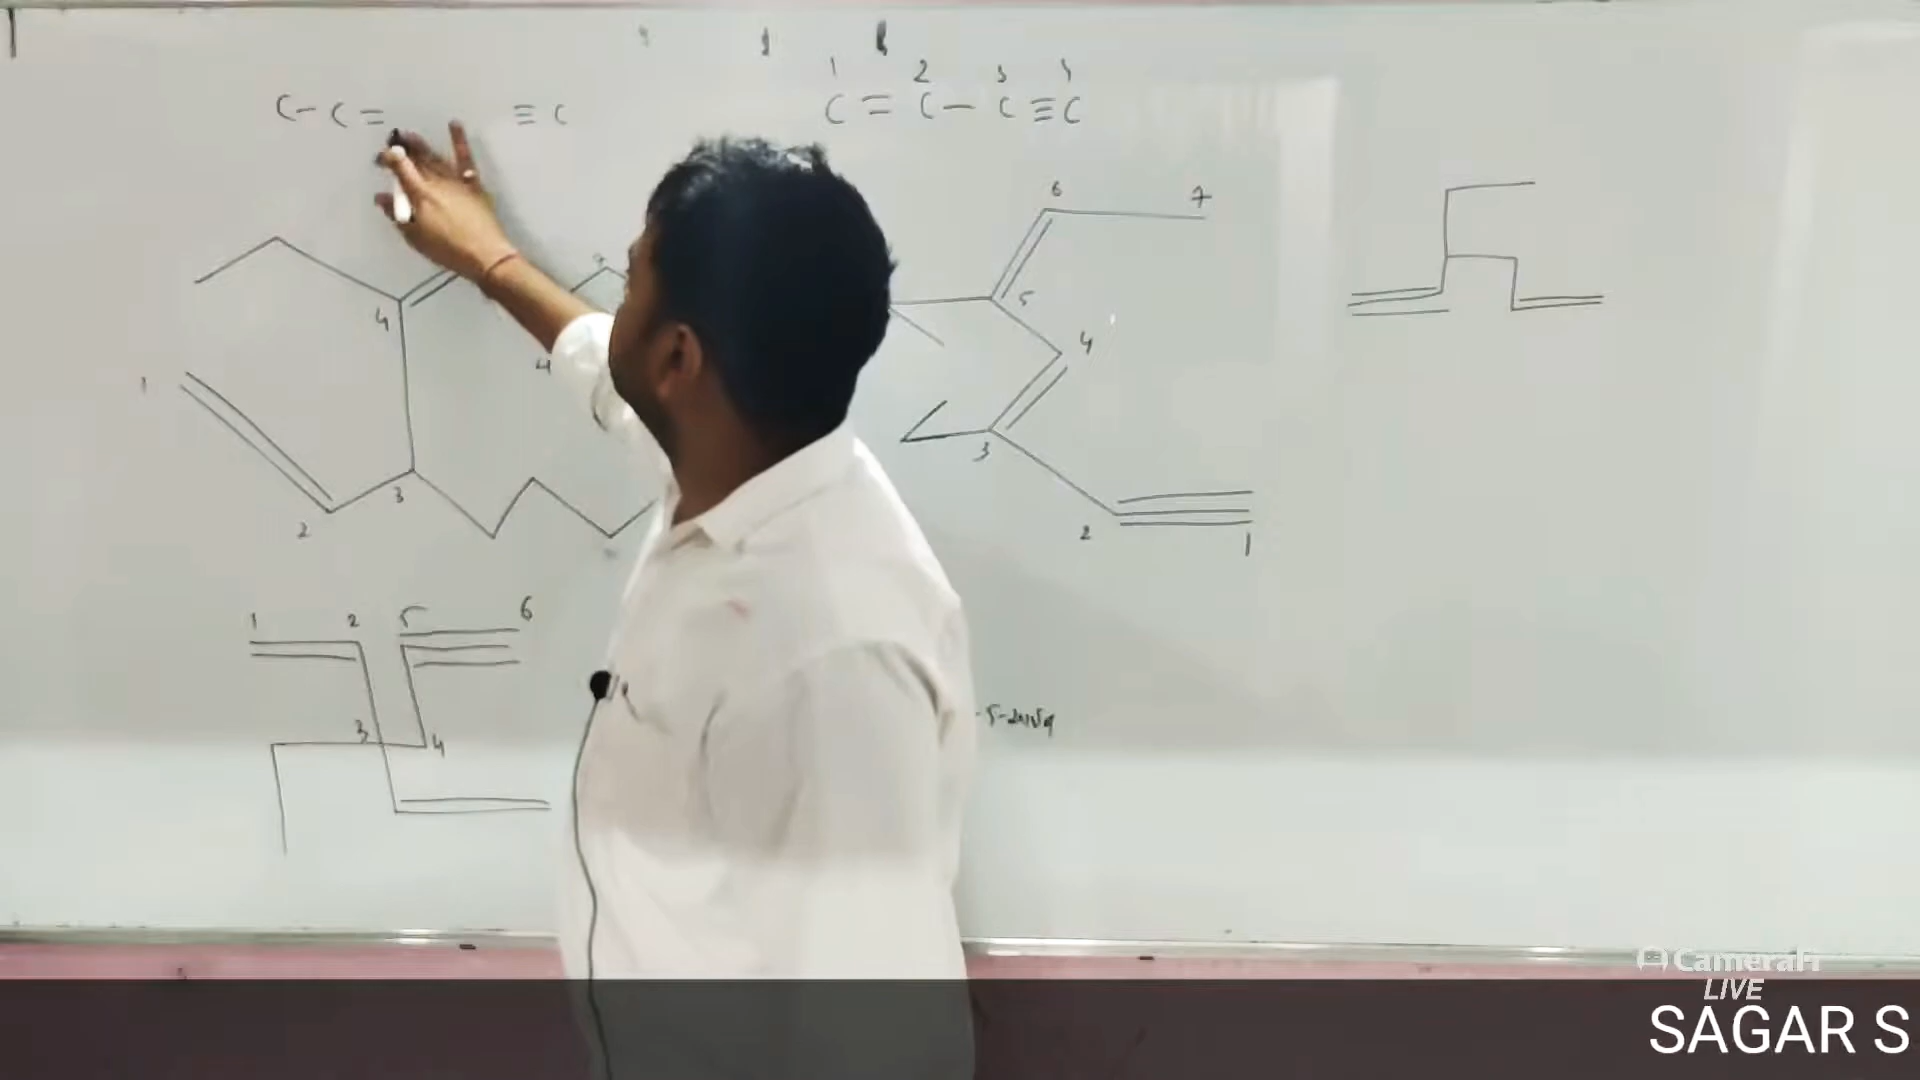 1 2 3 4
C - C = ≡ C
C = C - C ≡ C
6 7
7
5
4
4
4
1
3
3
2
2
1
1 2 5 6
3 4
CameraFi
LIVE
SAGAR S